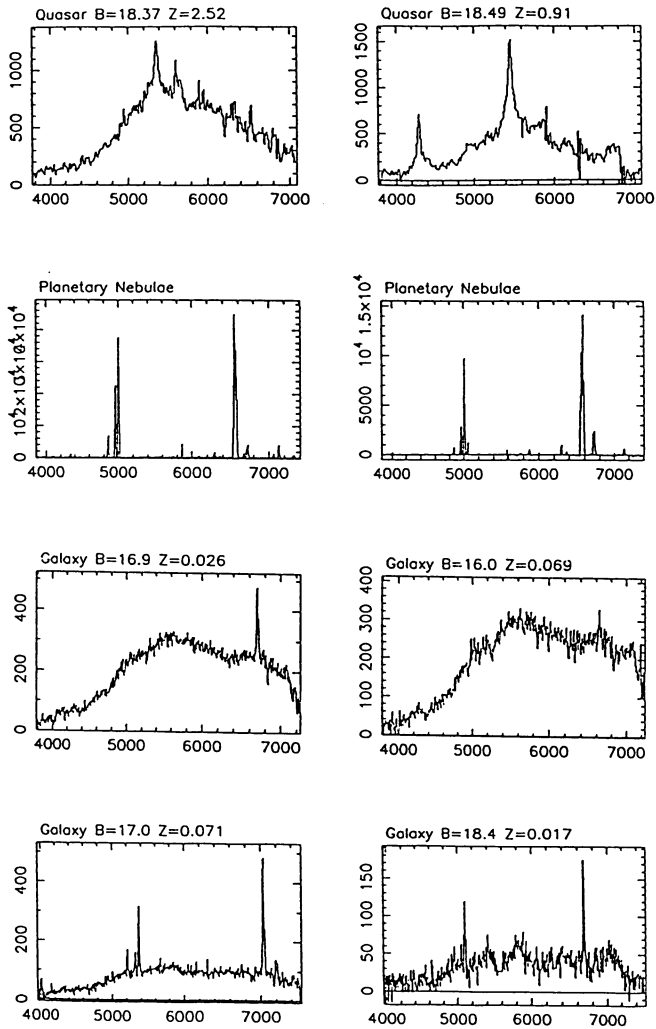 Quasar B=18.37 Z=2.52
0 500 1000
4000 5000 6000 7000
Quasar B=18.49 Z=0.91
0 500 1000 1500
4000 5000 6000 7000
Planetary Nebulae
4000 5000 6000 7000
Planetary Nebulae
0 5000 10⁴ 1.5×10⁴
4000 5000 6000 7000
Galaxy B=16.9 Z=0.026
0 200 400
4000 5000 6000 7000
Galaxy B=16.0 Z=0.069
0 100 200 300 400
4000 5000 6000 7000
Galaxy B=17.0 Z=0.071
0 200 400
4000 5000 6000 7000
Galaxy B=18.4 Z=0.017
0 50 100 150
4000 5000 6000 7000